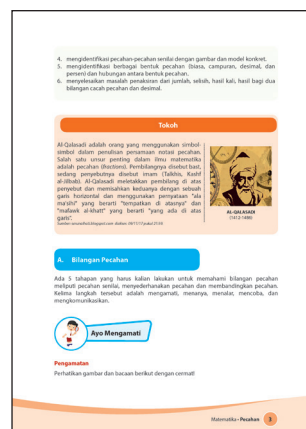 4. mengidentifikasi pecahan-pecahan senilai dengan gambar dan model konkret.
5. mengidentifikasi berbagai bentuk pecahan (biasa, campuran, desimal, dan
persen) dan hubungan antara bentuk pecahan.
6. menyelesaikan masalah penaksiran dari jumlah, selisih, hasil kali, hasil bagi dua
bilangan cacah pecahan dan desimal.
Tokoh
Al-Qalasadi adalah orang yang menggunakan simbol-
simbol dalam penulisan persamaan notasi pecahan.
Salah satu unsur penting dalam ilmu matematika
adalah pecahan (fractions). Pembilangnya disebut bast,
sedang penyebutnya disebut imam (Talkhis, Kashf
al-Jilbab). Al-Qalasadi meletakkan pembilang di atas
penyebut dan memisahkan keduanya dengan sebuah
garis horizontal dan menggunakan pernyataan "ala
ma'sihi" yang berarti "tempatkan di atasnya" dan
"mafawk al-khatt" yang berarti "yang ada di atas
garis".
AL-QALASADI
(1412-1486)
A. Bilangan Pecahan
Ada 5 tahapan yang harus kalian lakukan untuk memahami bilangan pecahan
meliputi pecahan senilai, menyederhanakan pecahan dan membandingkan pecahan.
Kelima langkah tersebut adalah mengamati, menanya, menalar, mencoba, dan
mengkomunikasikan.
Ayo Mengamati
Pengamatan
Perhatikan gambar dan bacaan berikut dengan cermat!
Matematika • Pecahan 3